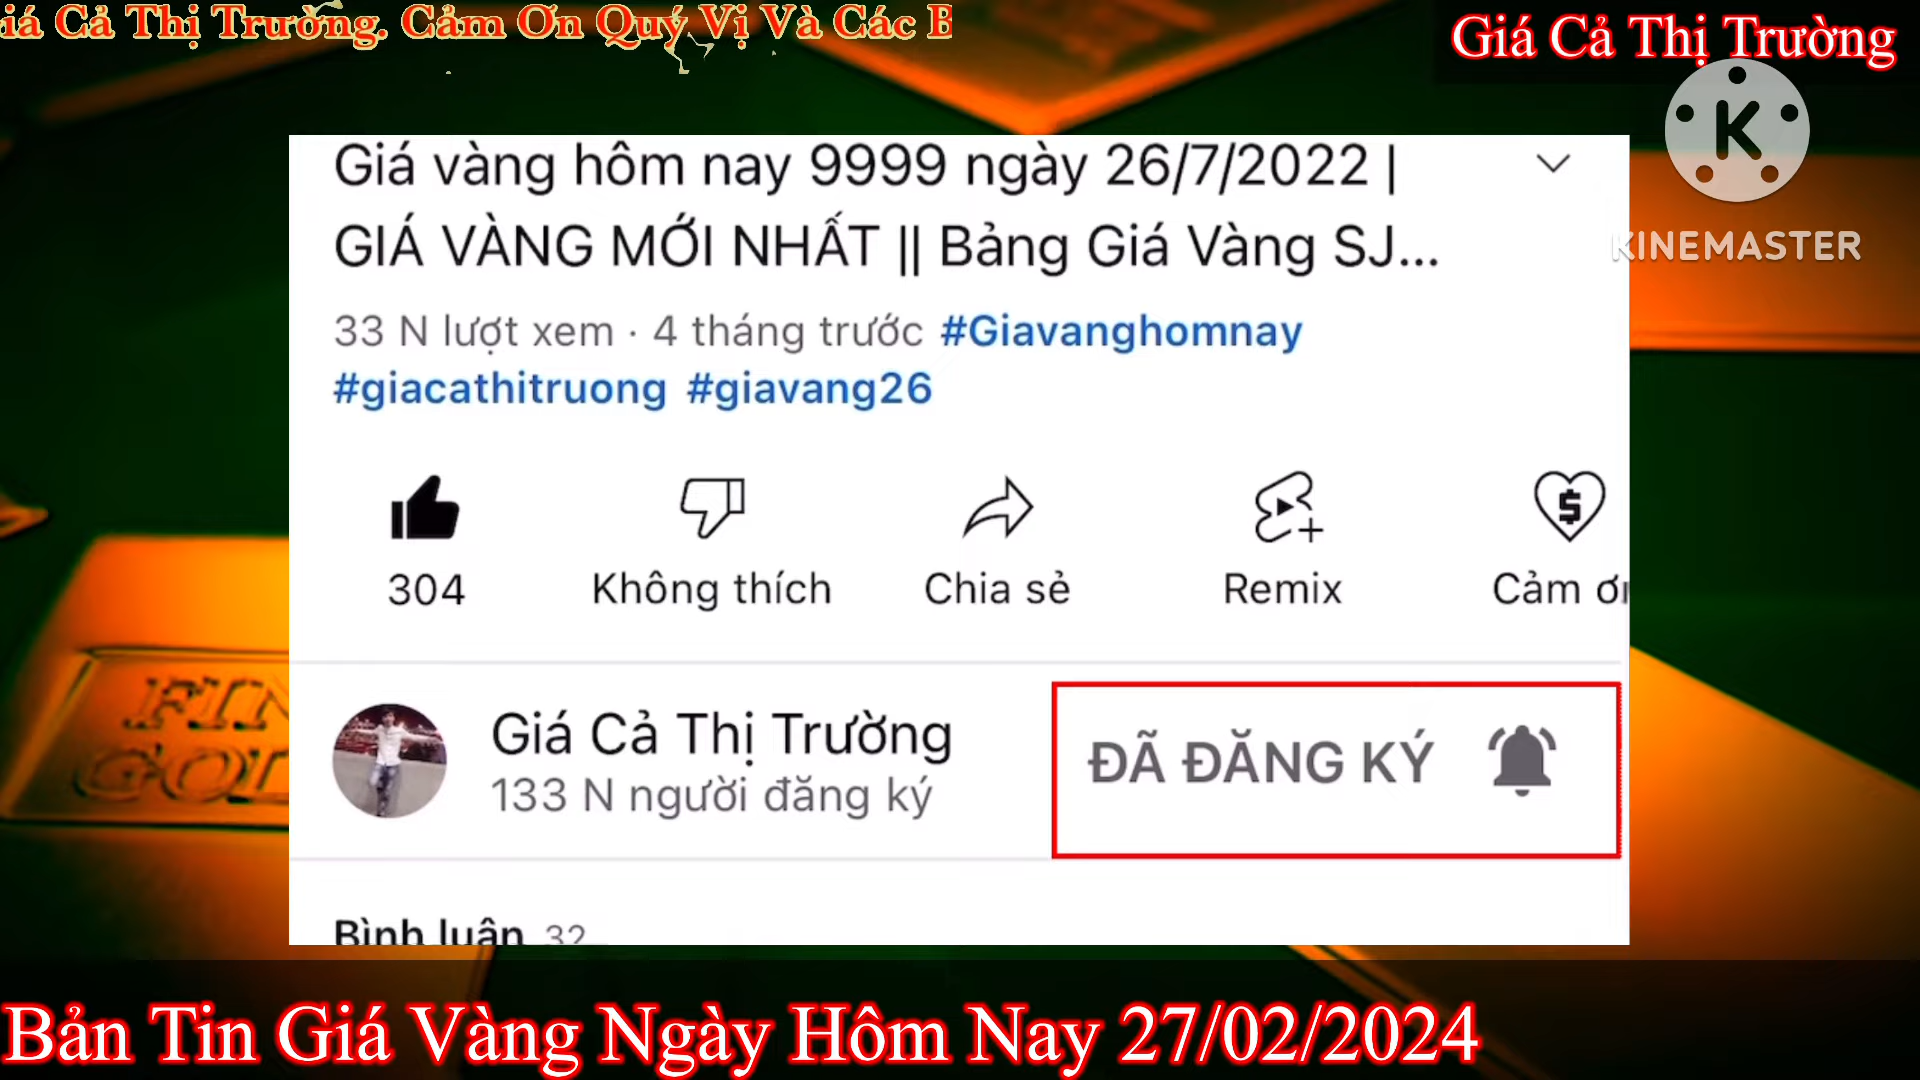 iá Cả Thị Trường. Cảm Ơn Quý Vị Và Các B
Giá Cả Thị Trường
K
KINEMASTER
Giá vàng hôm nay 9999 ngày 26/7/2022 |
GIÁ VÀNG MỚI NHẤT || Bảng Giá Vàng SJ...
33 N lượt xem · 4 tháng trước #Giavanghomnay
#giacathitruong #giavang26
304 Không thích Chia sẻ Remix Cảm ơn
Giá Cả Thị Trường
133 N người đăng ký
ĐÃ ĐĂNG KÝ
Bình luận 32
FIN
GOL
Bản Tin Giá Vàng Ngày Hôm Nay 27/02/2024